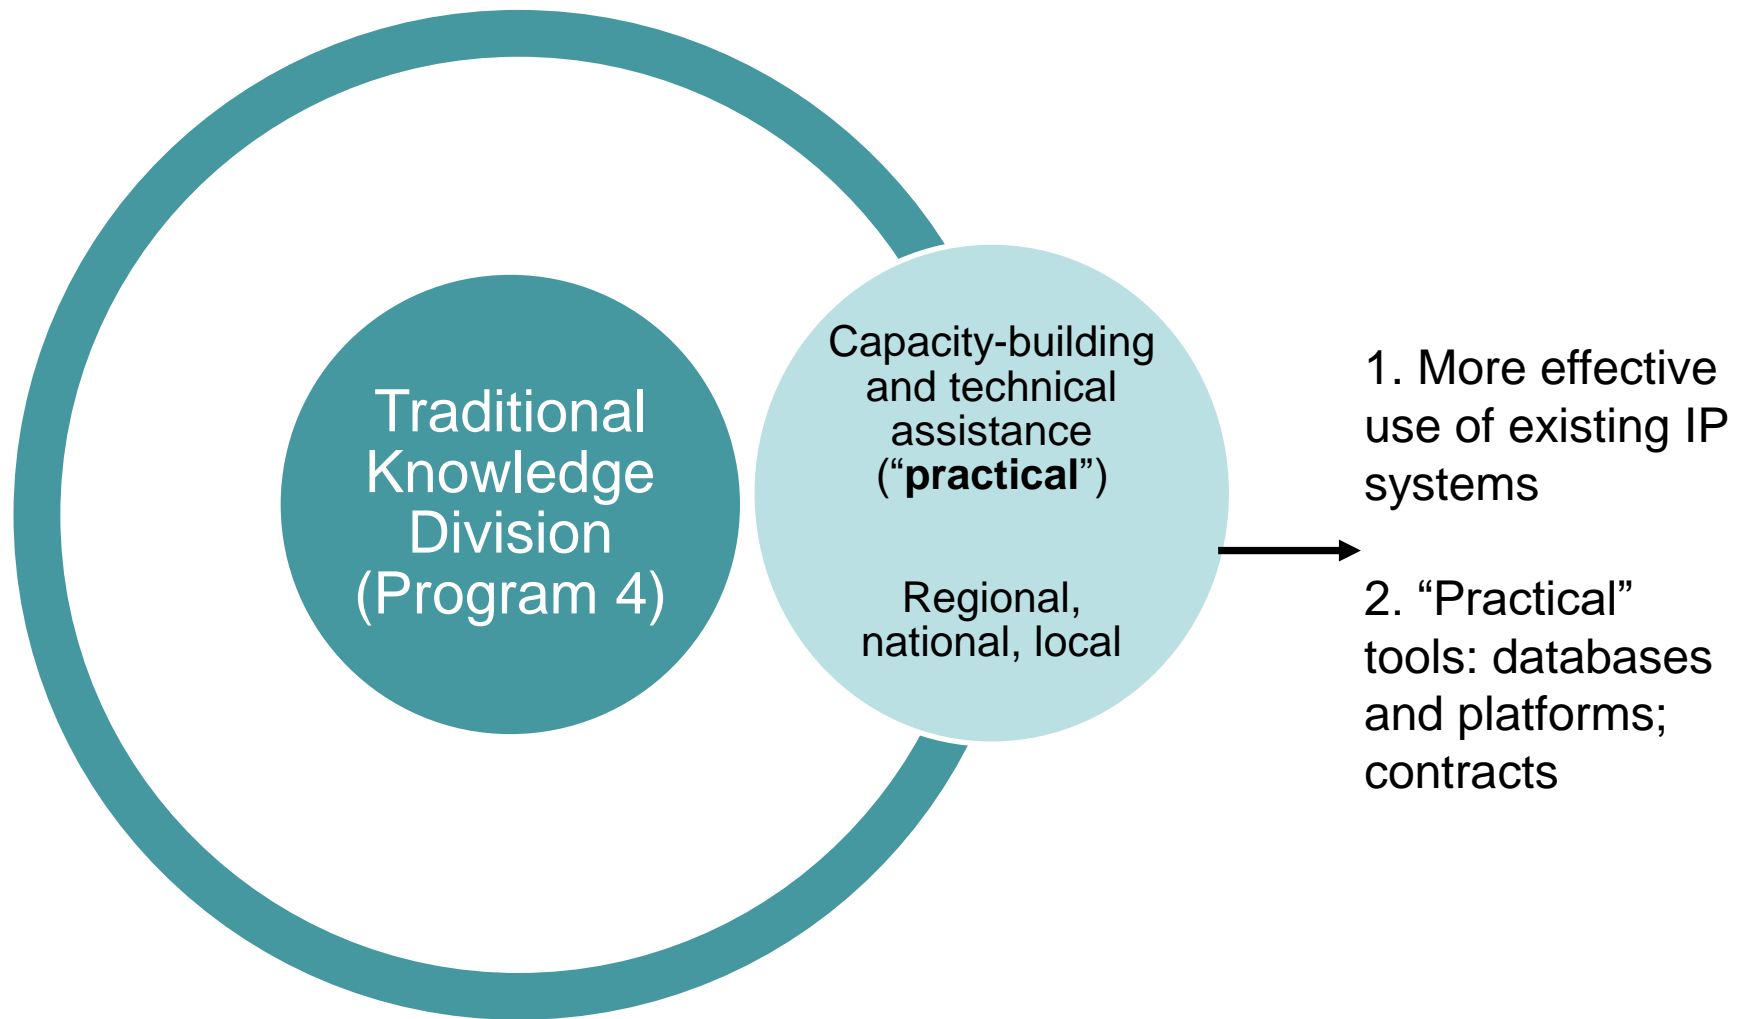 Traditional
Knowledge
Division
(Program 4)
Capacity-building
and technical
assistance
(“practical”)
Regional,
national, local
1. More effective
use of existing IP
systems
2. “Practical”
tools: databases
and platforms;
contracts